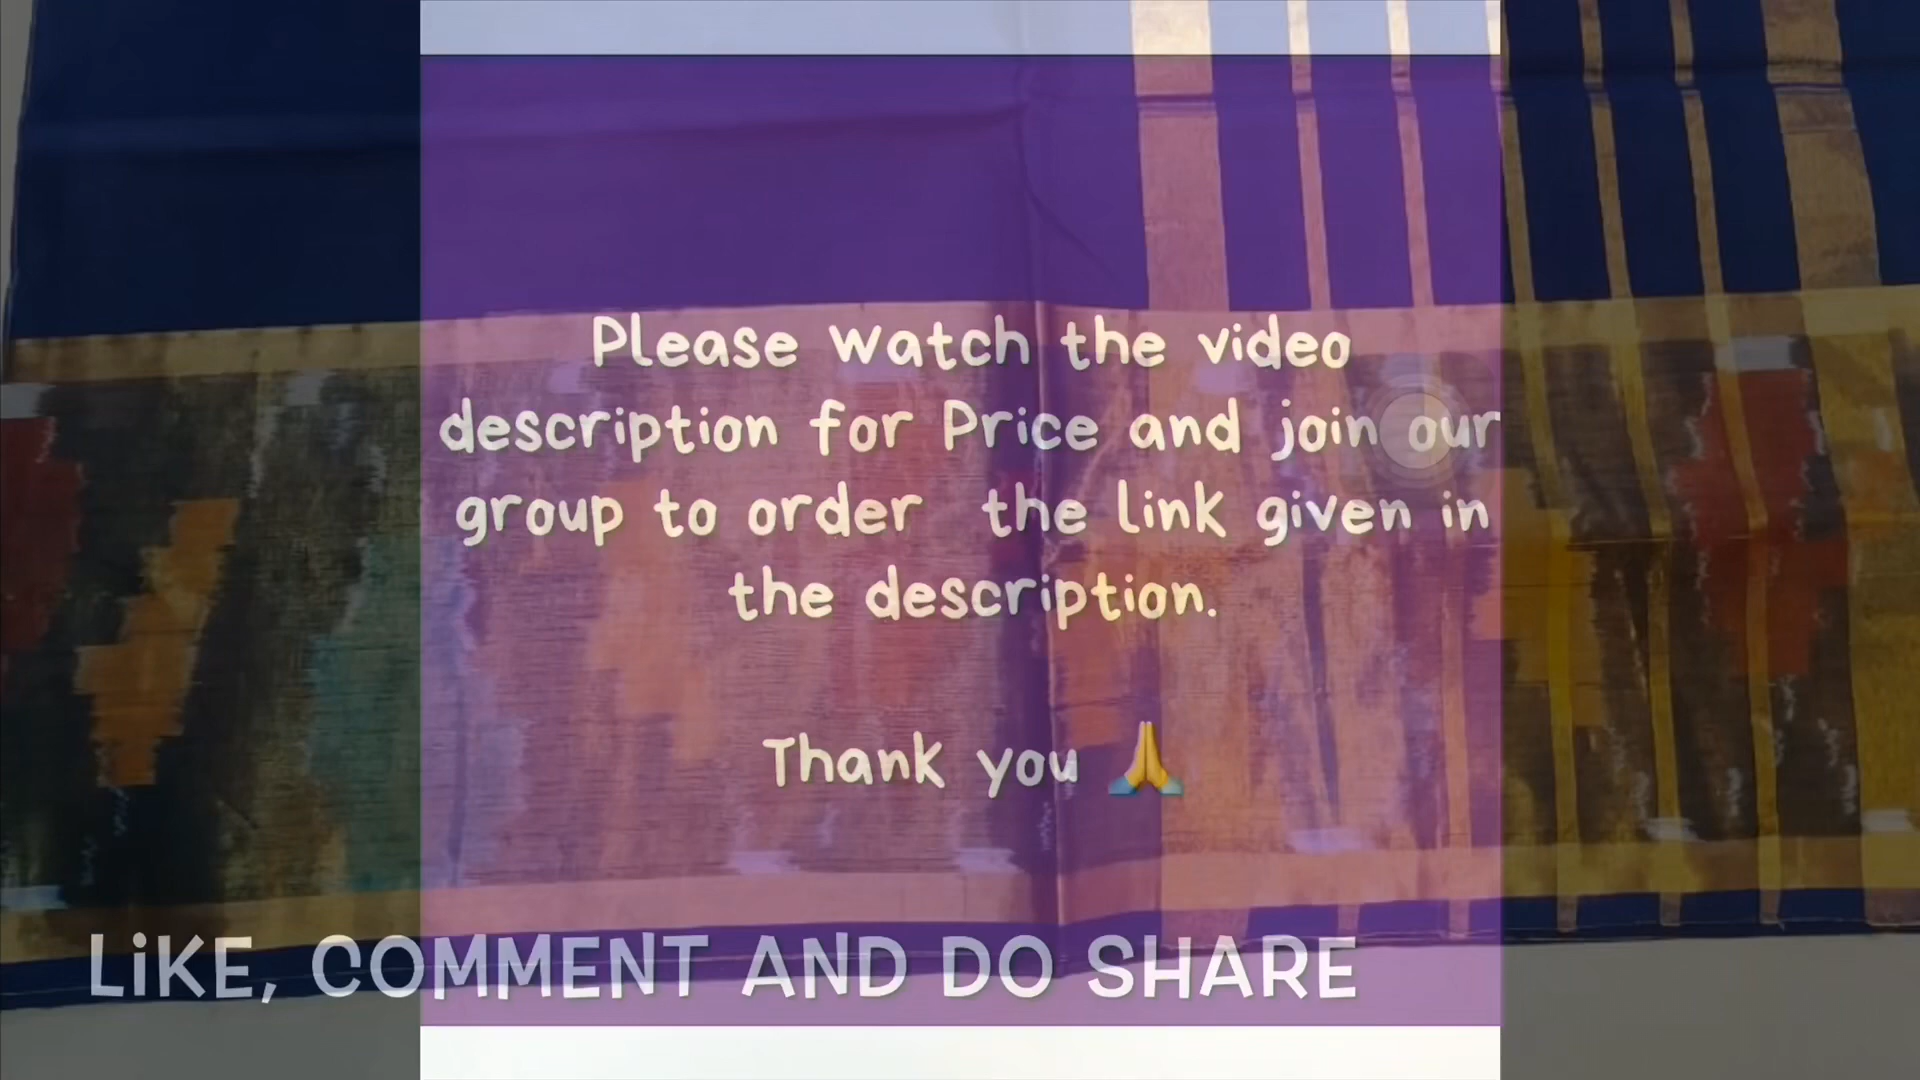 Please watch the video
description for Price and join our
group to order the link given in
the description.
Thank you 🙏
LiKE, COMMENT AND DO SHARE